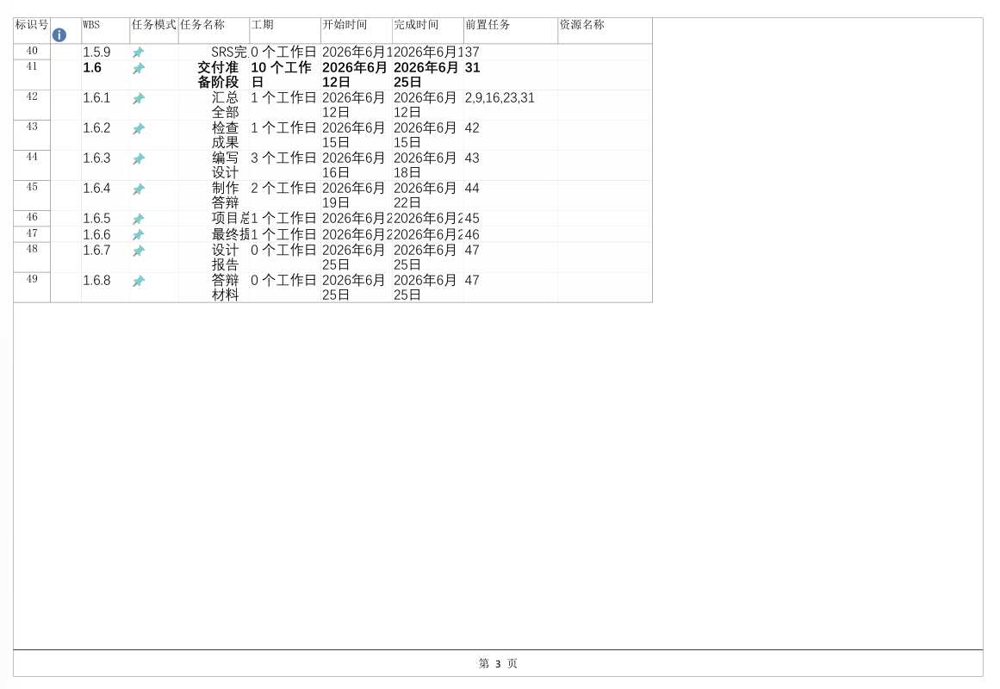 标识号 WBS 任务模式 任务名称 工期 开始时间 完成时间 前置任务 资源名称
40 1.5.9 SRS完 0 个工作日 2026年6月1 2026年6月1 37
41 1.6 交付准 10 个工作 2026年6月 2026年6月 31
备阶段 日 12日 25日
42 1.6.1 汇总 1 个工作日 2026年6月 2026年6月 2,9,16,23,31
全部 12日 12日
43 1.6.2 检查 1 个工作日 2026年6月 2026年6月 42
成果 15日 15日
44 1.6.3 编写 3 个工作日 2026年6月 2026年6月 43
设计 16日 18日
45 1.6.4 制作 2 个工作日 2026年6月 2026年6月 44
答辩 19日 22日
46 1.6.5 项目总 1 个工作日 2026年6月2 2026年6月2 45
47 1.6.6 最终提 1 个工作日 2026年6月2 2026年6月2 46
48 1.6.7 设计 0 个工作日 2026年6月 2026年6月 47
报告 25日 25日
49 1.6.8 答辩 0 个工作日 2026年6月 2026年6月 47
材料 25日 25日
第 3 页